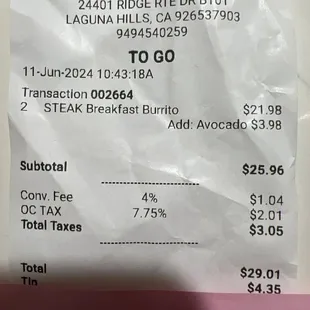 24401 RIDGE RTE DR B101
LAGUNA HILLS, CA 926537903
9494540259
TO GO
11-Jun-2024 10:43:18A
Transaction 002664
2 STEAK Breakfast Burrito $21.98
Add: Avocado $3.98
Subtotal $25.96
Conv. Fee 4% $1.04
OC TAX 7.75% $2.01
Total Taxes $3.05
Total $29.01
Tip $4.35